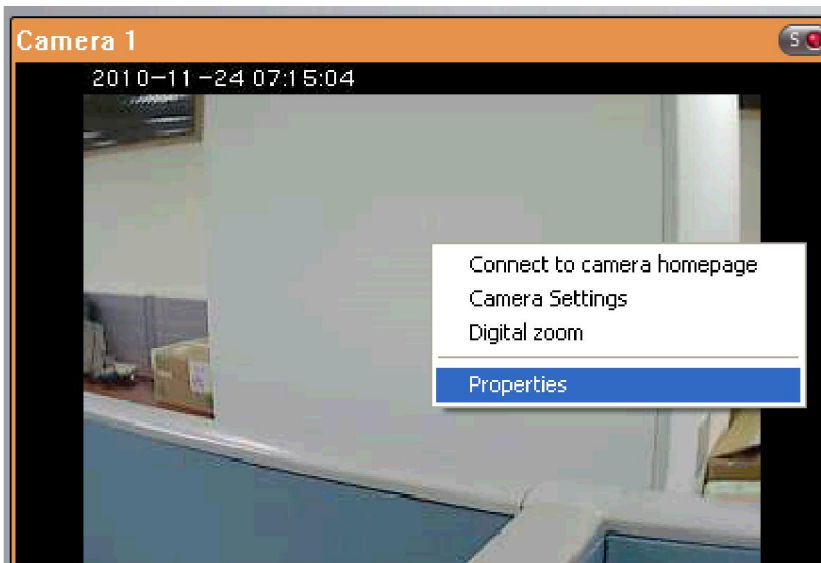 Camera 1
S
2010-11-24 07:15:04
Connect to camera homepage
Camera Settings
Digital zoom
Properties